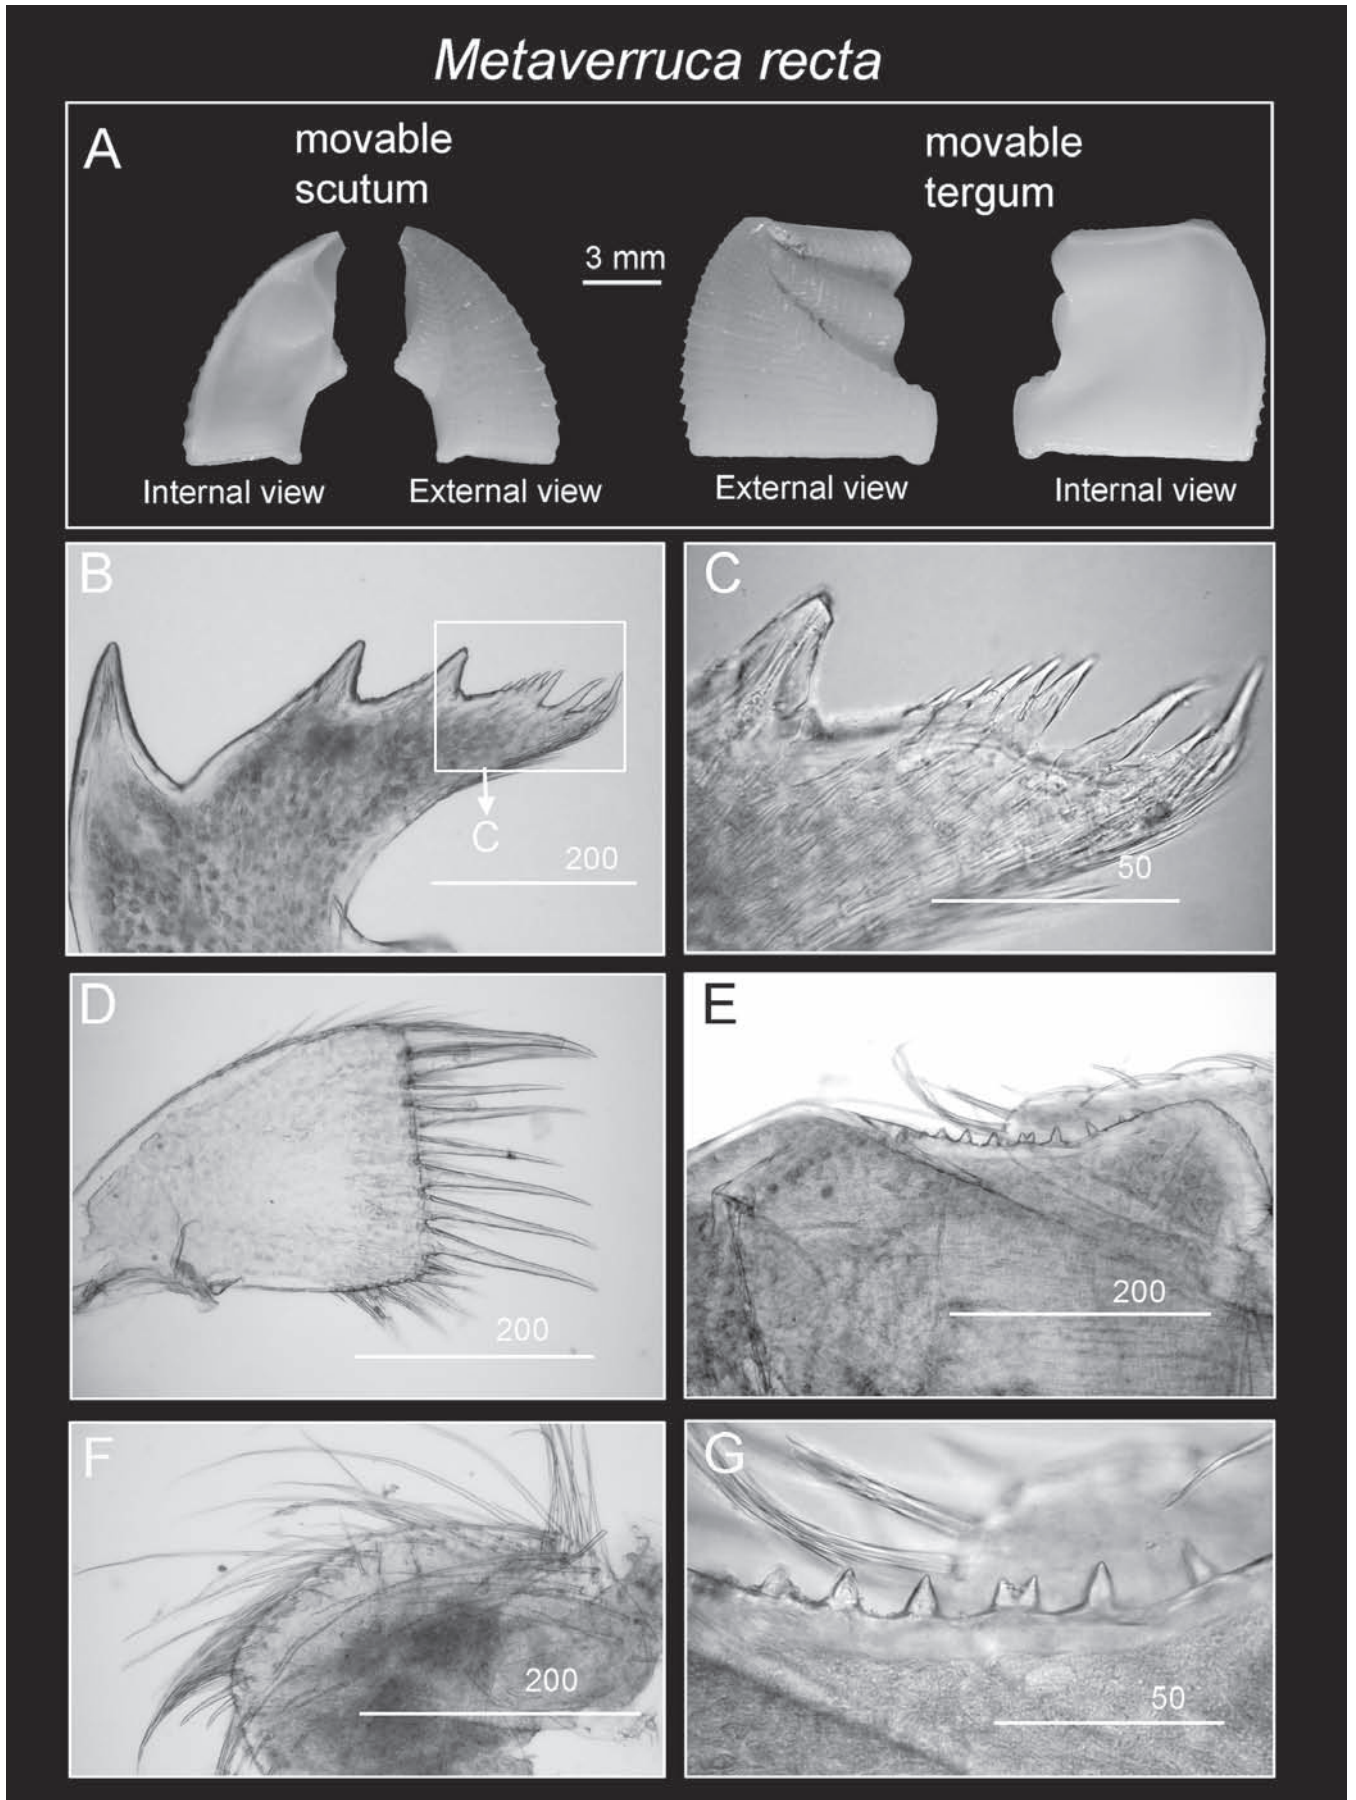 Metaverruca recta
A
movable
scutum
movable
tergum
3 mm
Internal view
External view
External view
Internal view
B
C
200
C
50
D
200
E
200
F
200
G
50